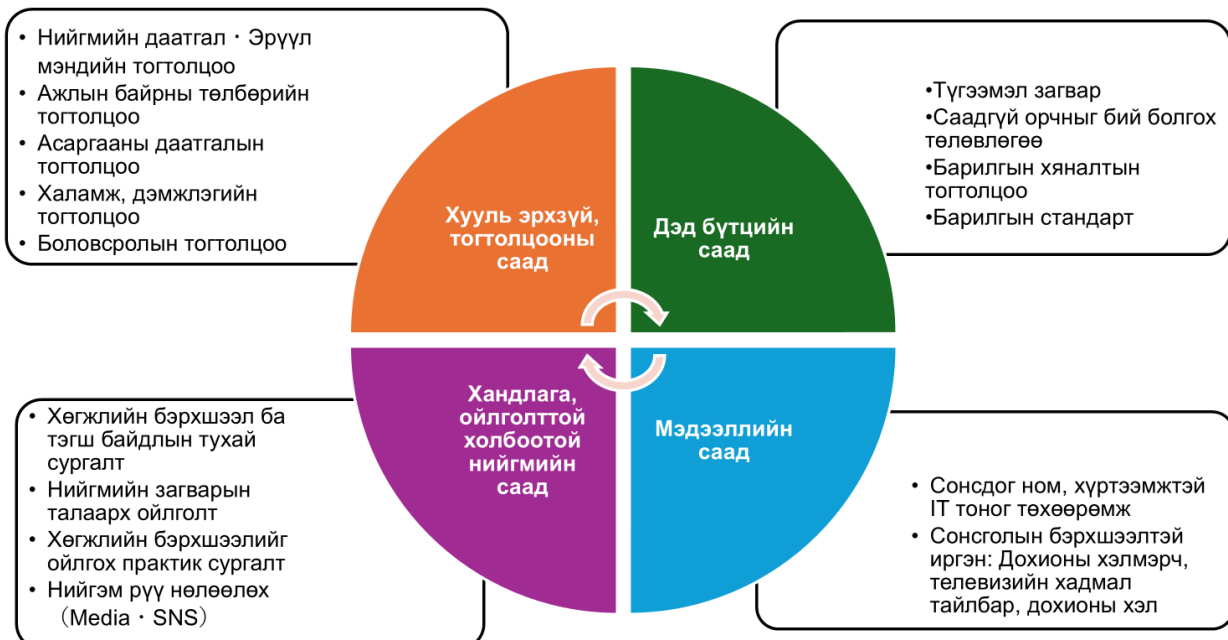 • Нийгмийн даатгал・Эрүүл
мэндийн тогтолцоо
• Ажлын байрны төлбөрийн
тогтолцоо
• Асаргааны даатгалын
тогтолцоо
• Халамж, дэмжлэгийн
тогтолцоо
• Боловсролын тогтолцоо
Хууль эрхзүй,
тогтолцооны
саад
Дэд бүтцийн
саад
•Түгээмэл загвар
•Саадгүй орчныг бий болгох
төлөвлөгөө
•Барилгын хяналтын
тогтолцоо
•Барилгын стандарт
• Хөгжлийн бэрхшээл ба
тэгш байдлын тухай
сургалт
• Нийгмийн загварын
талаарх ойлголт
• Хөгжлийн бэрхшээлийг
ойлгох практик сургалт
• Нийгэм рүү нөлөөлөх
（Media・SNS）
Хандлага,
ойлголттой
холбоотой
нийгмийн
саад
Мэдээллийн
саад
• Сонсдог ном, хүртээмжтэй
IT тоног төхөөрөмж
• Сонсголын бэрхшээлтэй
иргэн: Дохионы хэлмэрч,
телевизийн хадмал
тайлбар, дохионы хэл